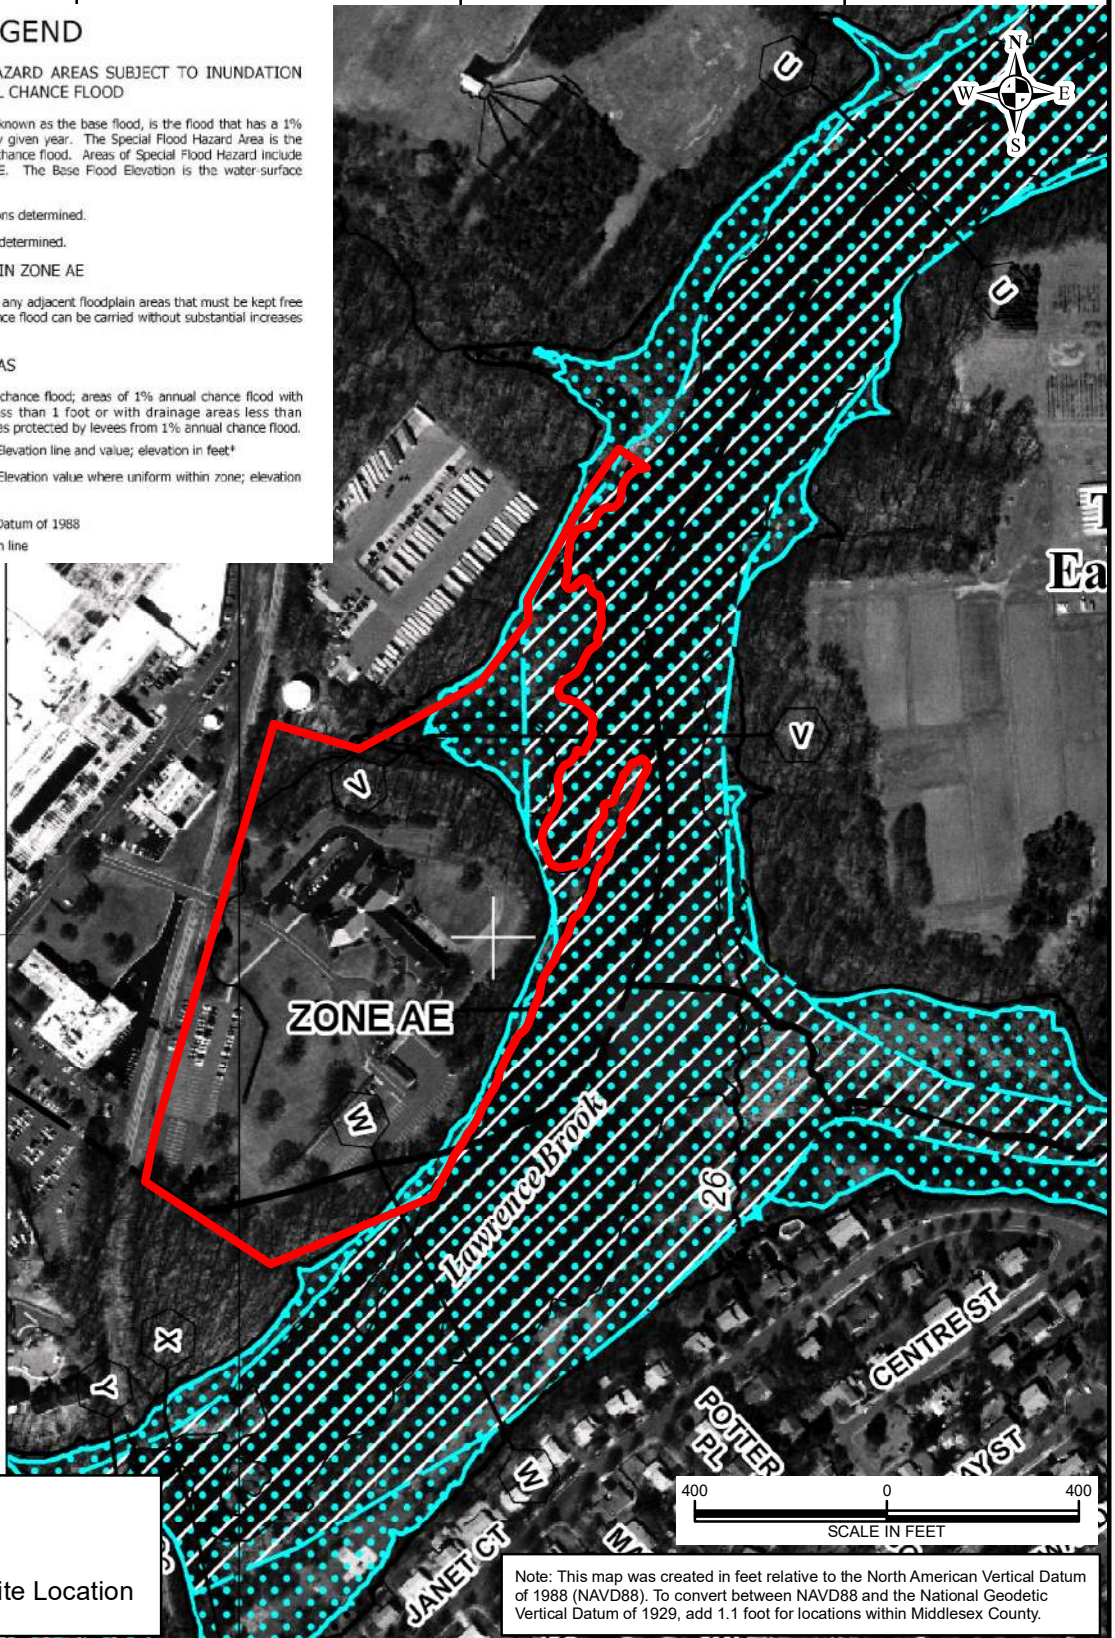 GEND
AZARD AREAS SUBJECT TO INUNDATION
L CHANCE FLOOD
known as the base flood, is the flood that has a 1%
y given year. The Special Flood Hazard Area is the
chance flood. Areas of Special Flood Hazard include
E. The Base Flood Elevation is the water-surface
ons determined.
determined.
IN ZONE AE
any adjacent floodplain areas that must be kept free
nce flood can be carried without substantial increases
AS
chance flood; areas of 1% annual chance flood with
ss than 1 foot or with drainage areas less than
as protected by levees from 1% annual chance flood.
Elevation line and value; elevation in feet*
Elevation value where uniform within zone; elevation
Datum of 1988
n line
N
W
E
S
U
U
T
Ea
V
V
ZONE AE
W
Lawrence Brook
26
X
Y
CENTRE ST
POTTER
PL
AY ST
W
MA
JANET CT
400
0
400
SCALE IN FEET
ite Location
Note: This map was created in feet relative to the North American Vertical Datum
of 1988 (NAVD88). To convert between NAVD88 and the National Geodetic
Vertical Datum of 1929, add 1.1 foot for locations within Middlesex County.